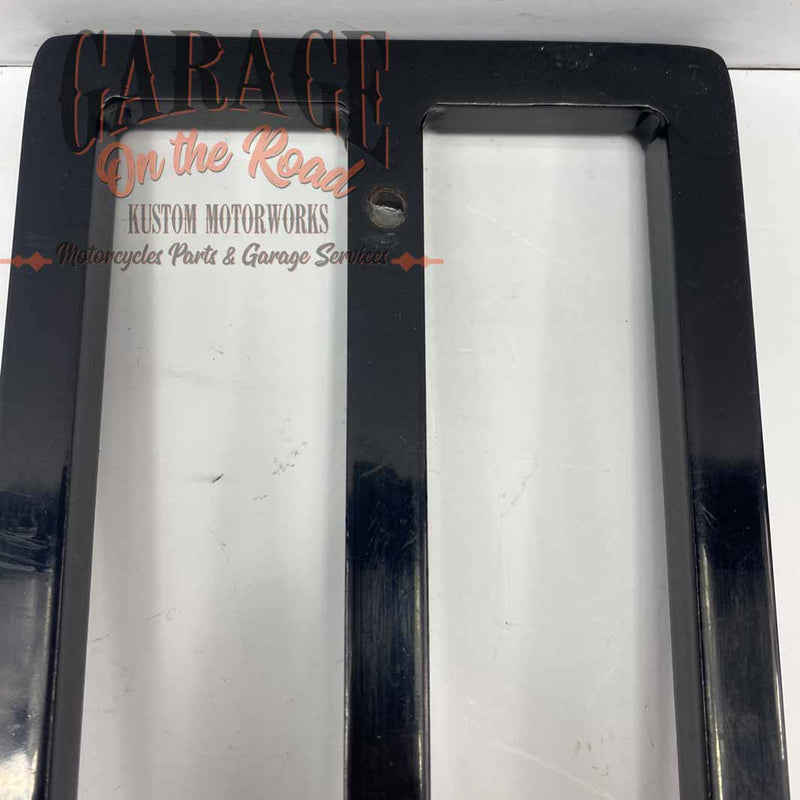 GARAGE
On the Road
KUSTOM MOTORWORKS
Motorcycles Parts & Garage Services